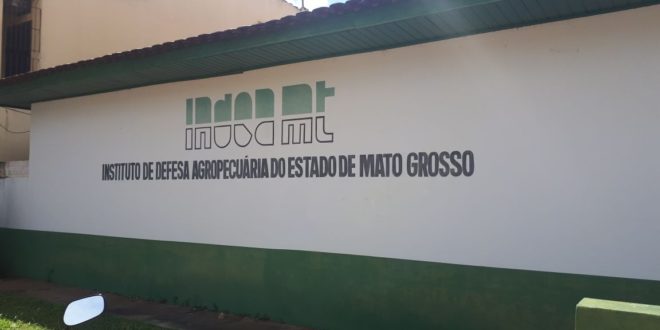 indea mt
INSTITUTO DE DEFESA AGROPECUÁRIA DO ESTADO DE MATO GROSSO